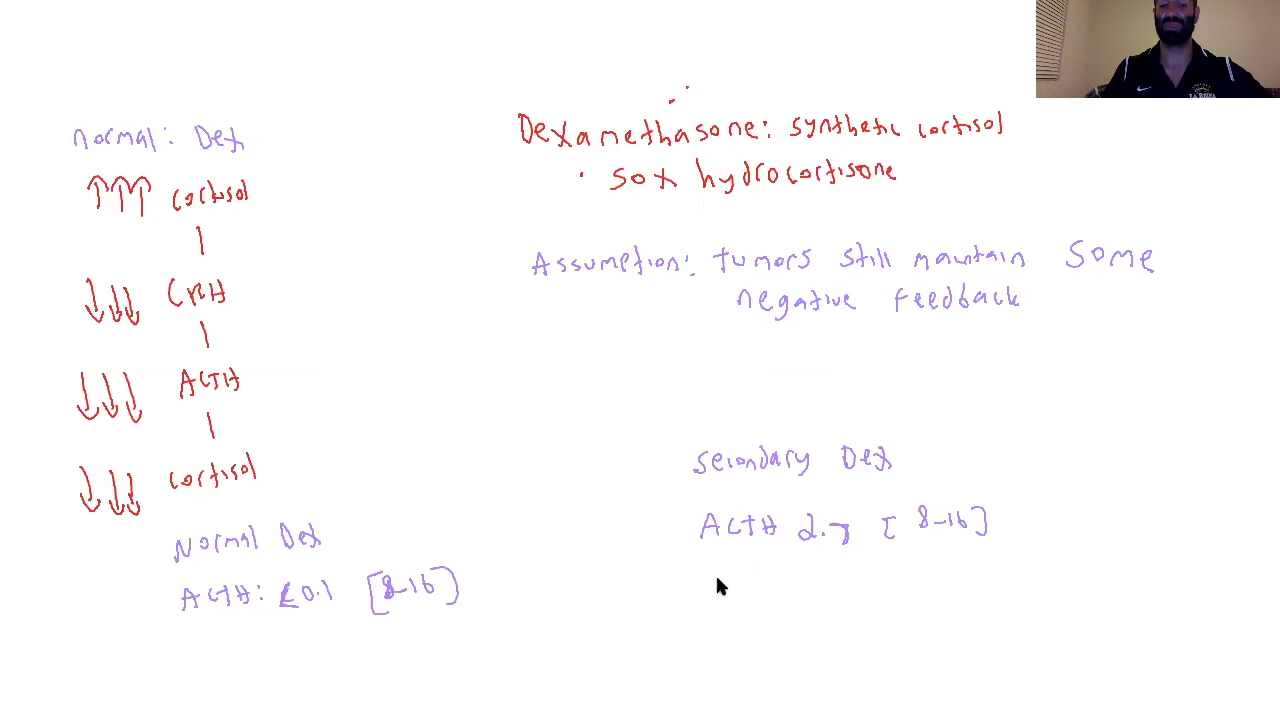 normal: Dex
↑↑↑ cortisol
↓↓↓ CRH
↓↓↓ ACTH
↓↓↓ cortisol
Normal Dex
ACTH: <0.1 [8-16]
Dexamethasone: synthetic cortisol
· 50x hydrocortisone
Assumption: tumors still maintain some
negative feedback
Secondary Dex
ACTH 2.7 [8-16]